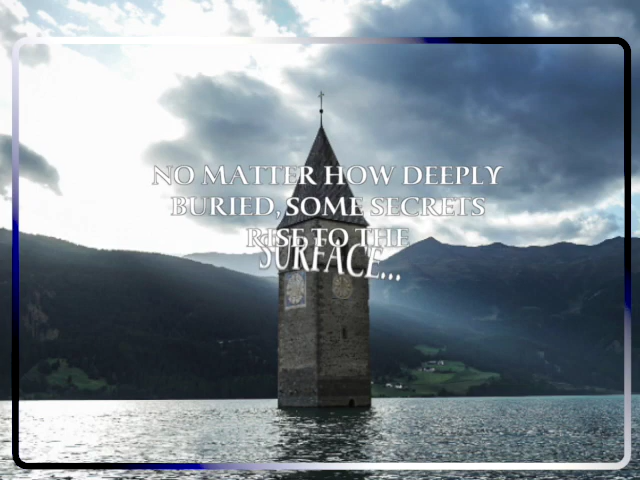 NO MATTER HOW DEEPLY
BURIED, SOME SECRETS
RISE TO THE
SURFACE...